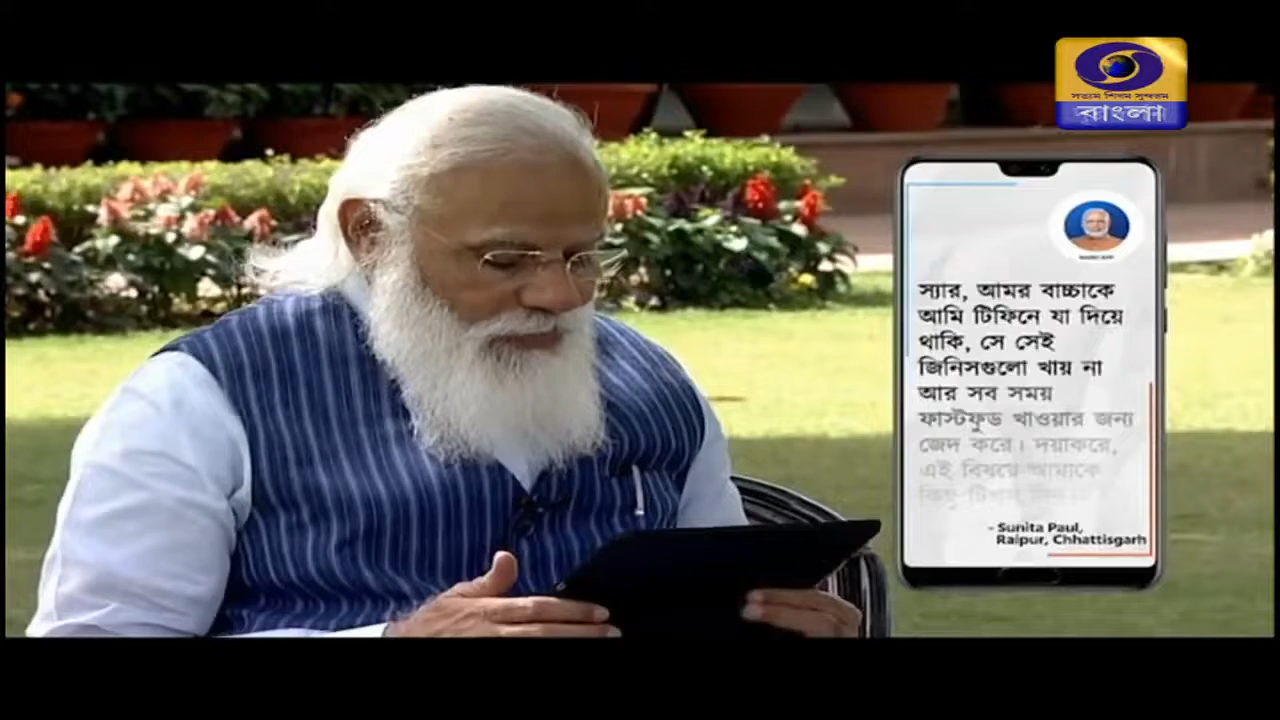 সত্যম শিবম সুন্দরম
বাংলা
স্যার, আমর বাচ্চাকে
আমি টিফিনে যা দিয়ে
থাকি, সে সেই
জিনিসগুলো খায় না
আর সব সময়
ফাস্টফুড খাওয়ার জন্য
জেদ করে। দয়াকরে,
এই বিষয়ে আমাকে
কিছু টিপস
- Sunita Paul,
Raipur, Chhattisgarh